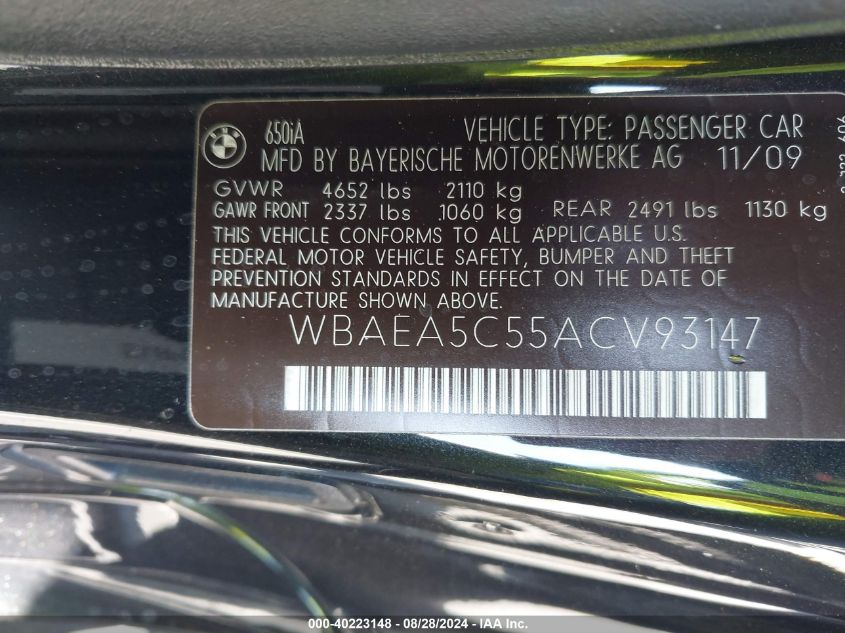 650iA VEHICLE TYPE: PASSENGER CAR
MFD BY BAYERISCHE MOTORENWERKE AG 11/09
GVWR 4652 lbs 2110 kg
GAWR FRONT 2337 lbs 1060 kg REAR 2491 lbs 1130 kg
THIS VEHICLE CONFORMS TO ALL APPLICABLE U.S.
FEDERAL MOTOR VEHICLE SAFETY, BUMPER AND THEFT
PREVENTION STANDARDS IN EFFECT ON THE DATE OF
MANUFACTURE SHOWN ABOVE.
WBAEA5C55ACV93147
000-40223148 - 08/28/2024 - IAA Inc.